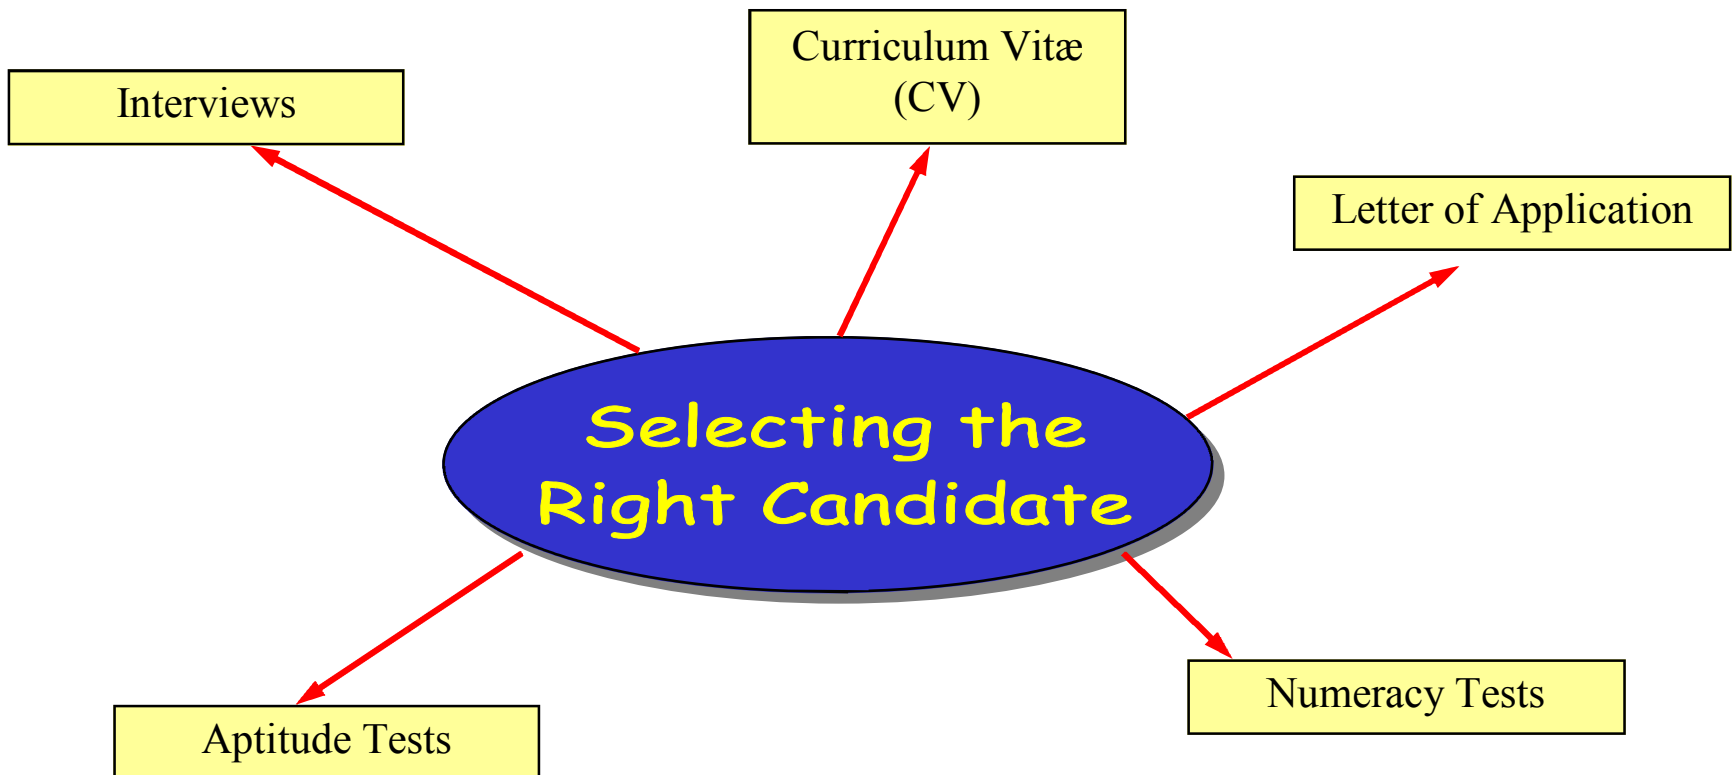 Curriculum Vitæ
(CV)
Interviews
Letter of Application
Selecting the
Right Candidate
Numeracy Tests
Aptitude Tests